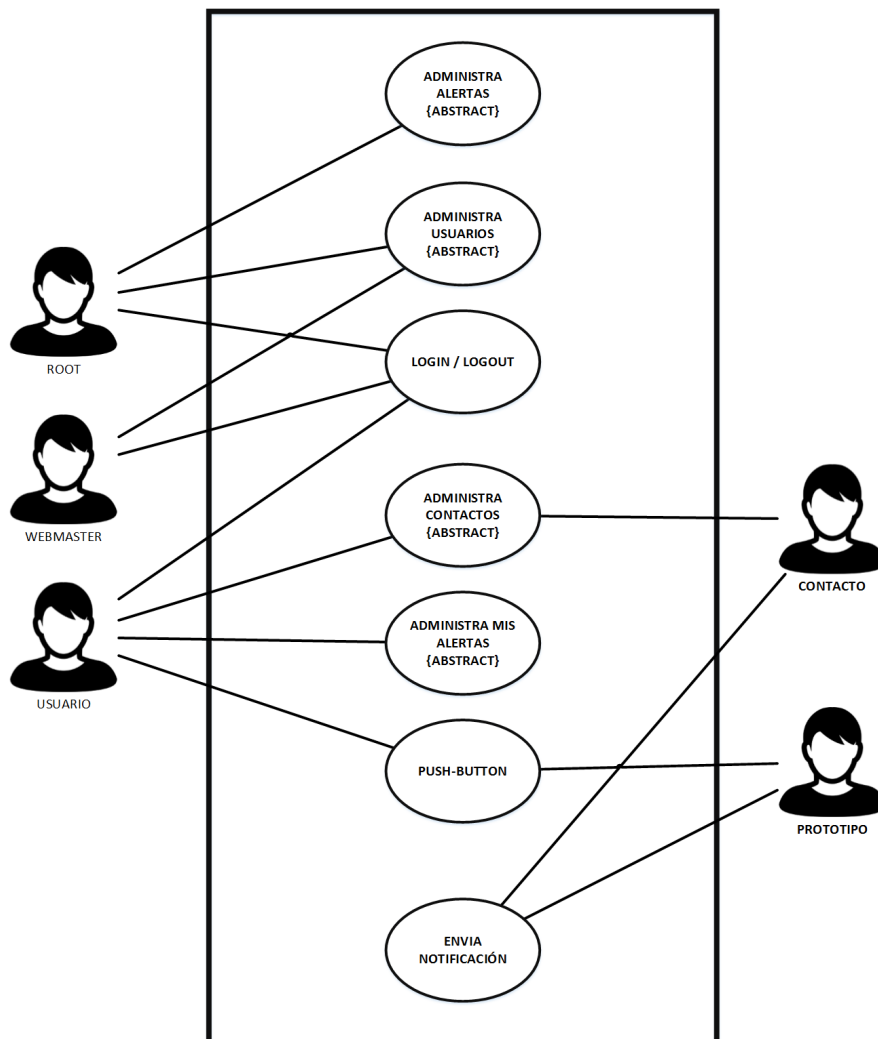 ADMINISTRA
ALERTAS
{ABSTRACT}
ADMINISTRA
USUARIOS
{ABSTRACT}
ROOT
LOGIN / LOGOUT
WEBMASTER
ADMINISTRA
CONTACTOS
{ABSTRACT}
CONTACTO
ADMINISTRA MIS
ALERTAS
{ABSTRACT}
USUARIO
PUSH-BUTTON
PROTOTIPO
ENVIA
NOTIFICACIÓN